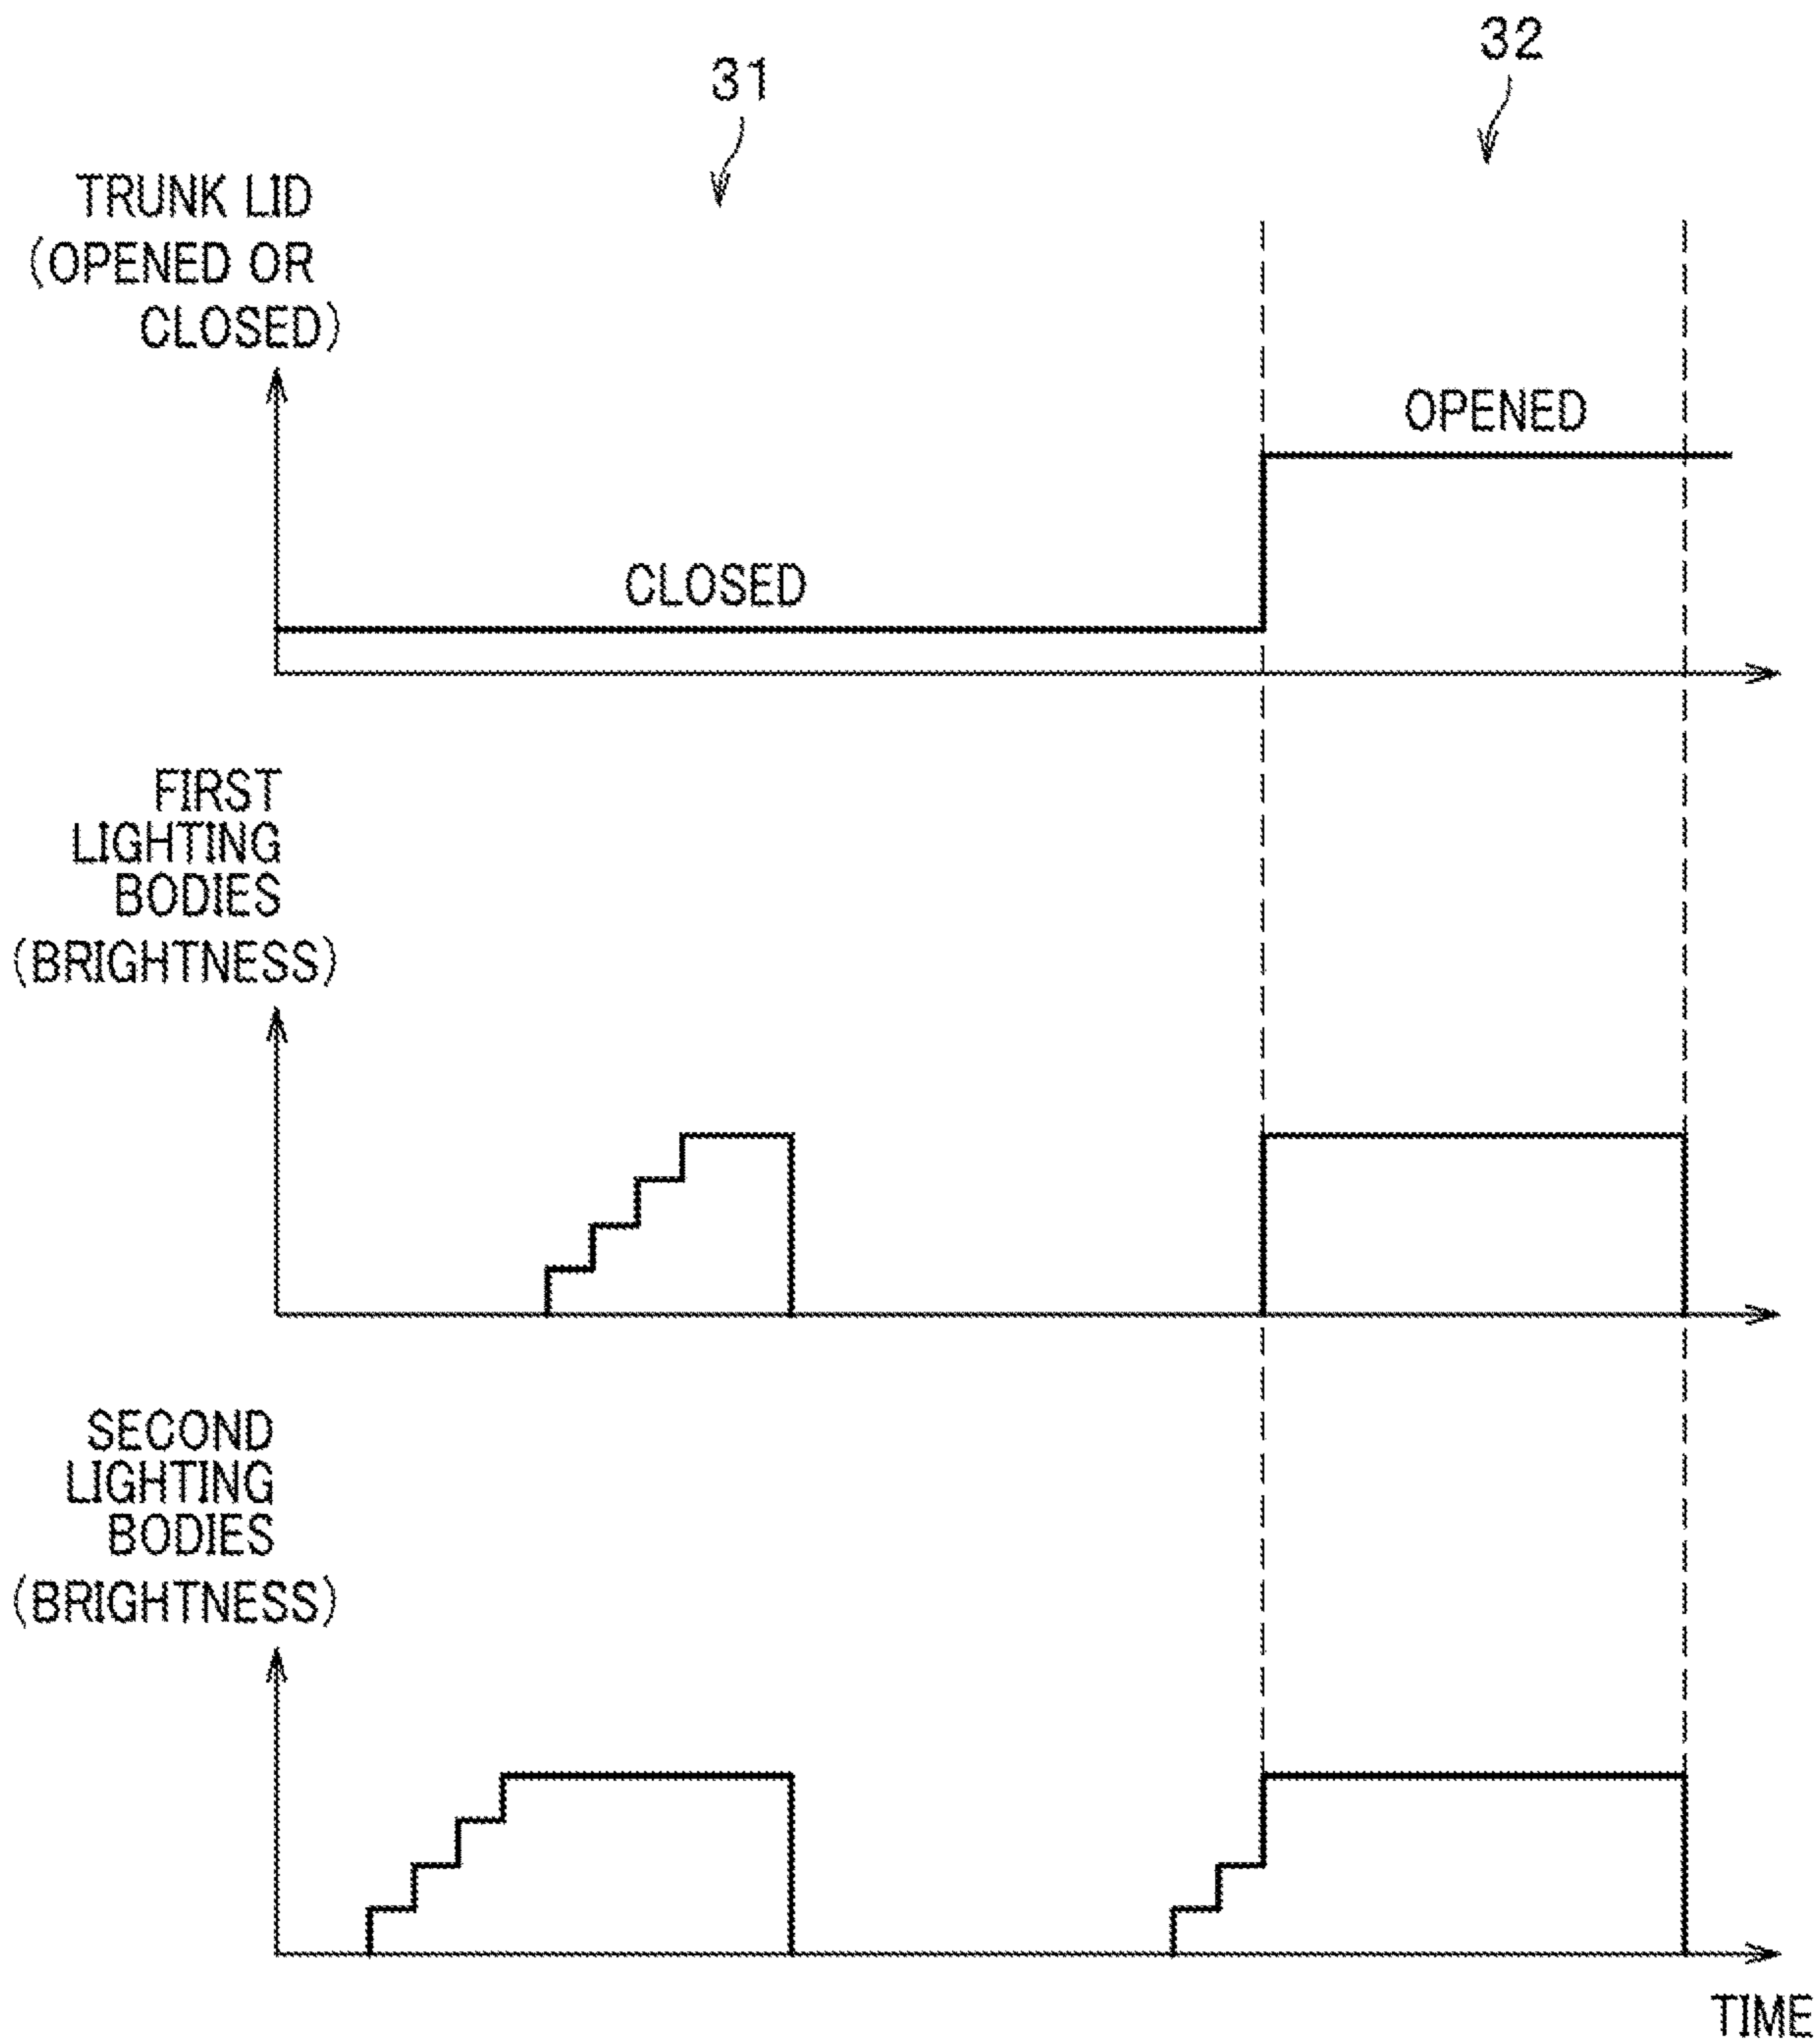 31
32
TRUNK LID
(OPENED OR
CLOSED)
OPENED
CLOSED
FIRST
LIGHTING
BODIES
(BRIGHTNESS)
SECOND
LIGHTING
BODIES
(BRIGHTNESS)
TIME